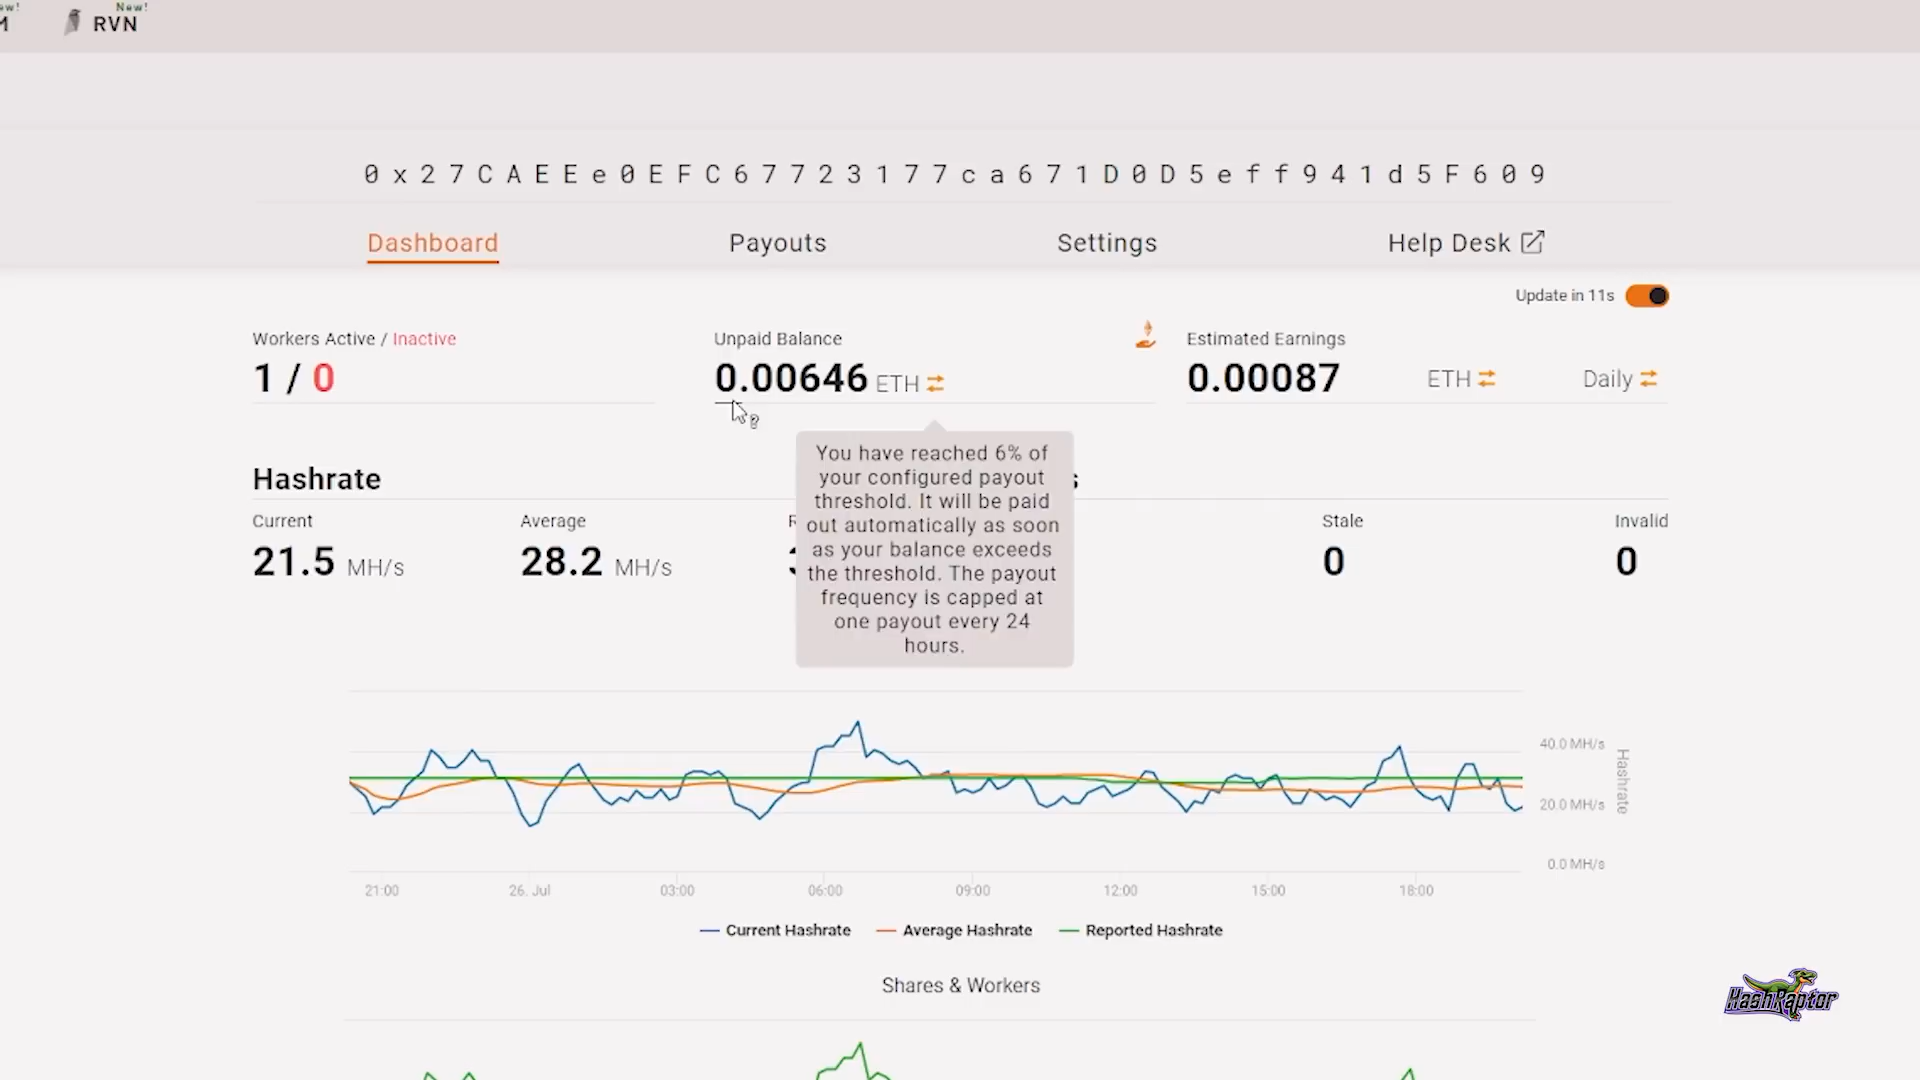 New!
RVN
0x27CAEEe0EFC67723177ca671D0D5eff941d5F609
Dashboard
Payouts
Settings
Help Desk
Update in 11s
Workers Active / Inactive
1 / 0
Unpaid Balance
0.00646 ETH
Estimated Earnings
0.00087 ETH Daily
You have reached 6% of
your configured payout
threshold. It will be paid
out automatically as soon
as your balance exceeds
the threshold. The payout
frequency is capped at
one payout every 24
hours.
Hashrate
Current
21.5 MH/s
Average
28.2 MH/s
Stale
0
Invalid
0
40.0 MH/s
20.0 MH/s
0.0 MH/s
Hashrate
21:00
26. Jul
03:00
06:00
09:00
12:00
15:00
18:00
Current Hashrate
Average Hashrate
Reported Hashrate
Shares & Workers
HashRaptor